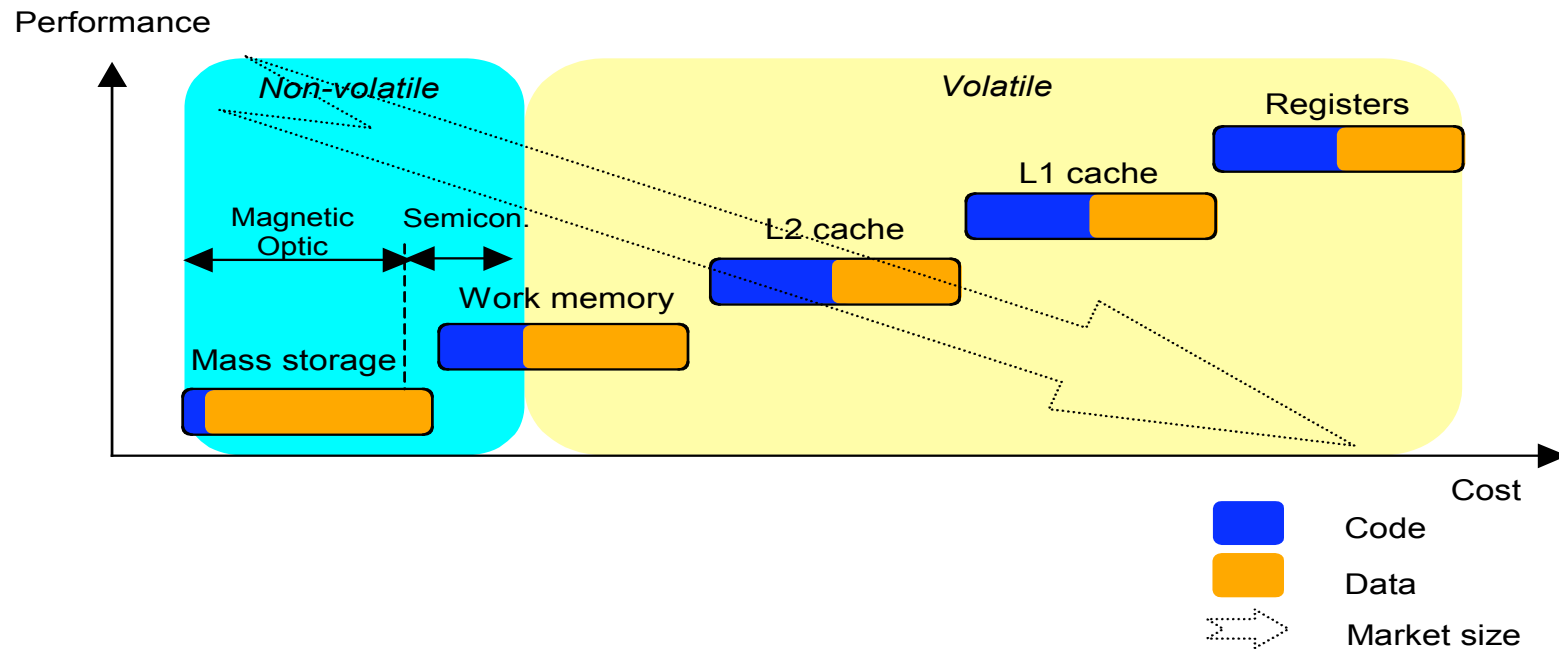 Performance
Non-volatile
Volatile
Registers
L1 cache
Magnetic
Optic
Semicon.
L2 cache
Work memory
Mass storage
Cost
Code
Data
Market size